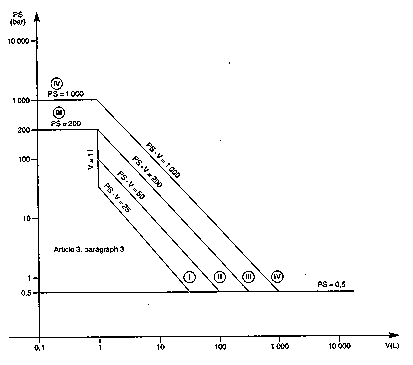 PS
(bar)
10 000
IV
PS = 1 000
1 000
III
PS = 200
200
100
V = 1 l
PS · V = 1 000
PS · V = 200
PS · V = 50
PS · V = 25
10
Article 3, paragraph 3
1
I
II
III
IV
0,5
PS = 0,5
0,1
1
10
100
1 000
10 000
V(L)